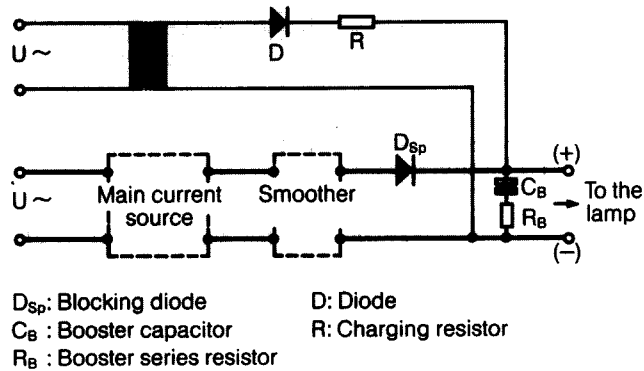 U ~
D
R
D_Sp
(+)
U ~
Main current
source
Smoother
C_B
R_B
To the
lamp
(–)
D_Sp: Blocking diode
D: Diode
C_B : Booster capacitor
R: Charging resistor
R_B : Booster series resistor